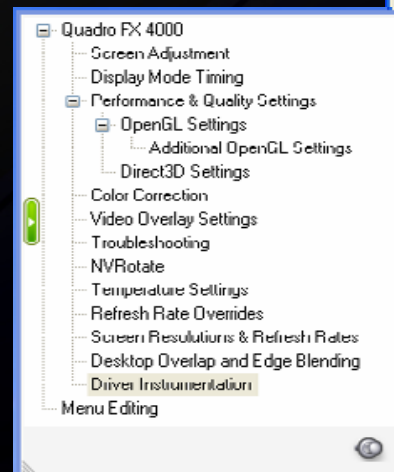 Quadro FX 4000
Screen Adjustment
Display Mode Timing
Performance & Quality Settings
OpenGL Settings
Additional OpenGL Settings
Direct3D Settings
Color Correction
Video Overlay Settings
Troubleshooting
NVRotate
Temperature Settings
Refresh Rate Overrides
Screen Resolutions & Refresh Rates
Desktop Overlap and Edge Blending
Driver Instrumentation
Menu Editing